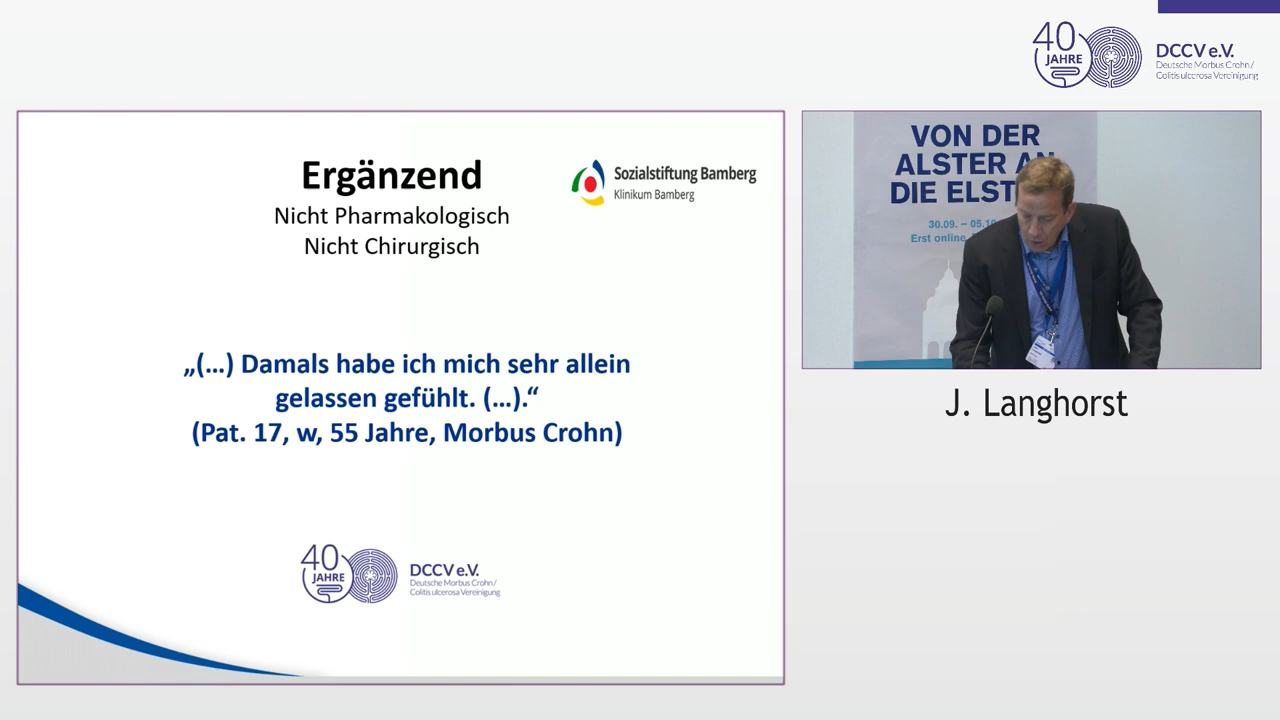 40
JAHRE
DCCV e.V.
Deutsche Morbus Crohn /
Colitis ulcerosa Vereinigung
Ergänzend
Nicht Pharmakologisch
Nicht Chirurgisch
Sozialstiftung Bamberg
Klinikum Bamberg
„(…) Damals habe ich mich sehr allein
gelassen gefühlt. (…).“
(Pat. 17, w, 55 Jahre, Morbus Crohn)
40
JAHRE
DCCV e.V.
Deutsche Morbus Crohn /
Colitis ulcerosa Vereinigung
VON DER
ALSTER AN
DIE ELST
30.09. – 05.10
Erst online,
J. Langhorst